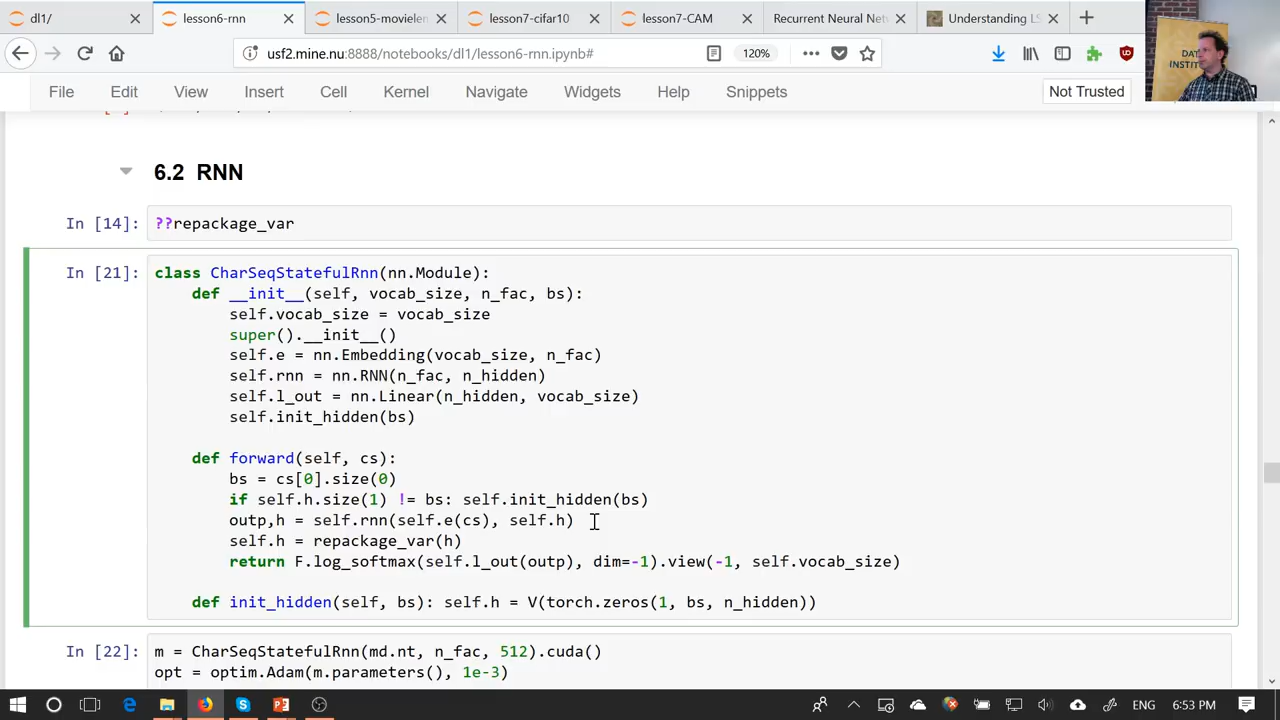 dl1/
lesson6-rnn
lesson5-movielen
lesson7-cifar10
lesson7-CAM
Recurrent Neural Ne
Understanding LS
usf2.mine.nu:8888/notebooks/dl1/lesson6-rnn.ipynb#
120%
DAT
INSTIT
File Edit View Insert Cell Kernel Navigate Widgets Help Snippets Not Trusted
6.2 RNN
In [14]: ??repackage_var
In [21]: class CharSeqStatefulRnn(nn.Module):
def __init__(self, vocab_size, n_fac, bs):
self.vocab_size = vocab_size
super().__init__()
self.e = nn.Embedding(vocab_size, n_fac)
self.rnn = nn.RNN(n_fac, n_hidden)
self.l_out = nn.Linear(n_hidden, vocab_size)
self.init_hidden(bs)
def forward(self, cs):
bs = cs[0].size(0)
if self.h.size(1) != bs: self.init_hidden(bs)
outp,h = self.rnn(self.e(cs), self.h)
self.h = repackage_var(h)
return F.log_softmax(self.l_out(outp), dim=-1).view(-1, self.vocab_size)
def init_hidden(self, bs): self.h = V(torch.zeros(1, bs, n_hidden))
In [22]: m = CharSeqStatefulRnn(md.nt, n_fac, 512).cuda()
opt = optim.Adam(m.parameters(), 1e-3)
ENG 6:53 PM